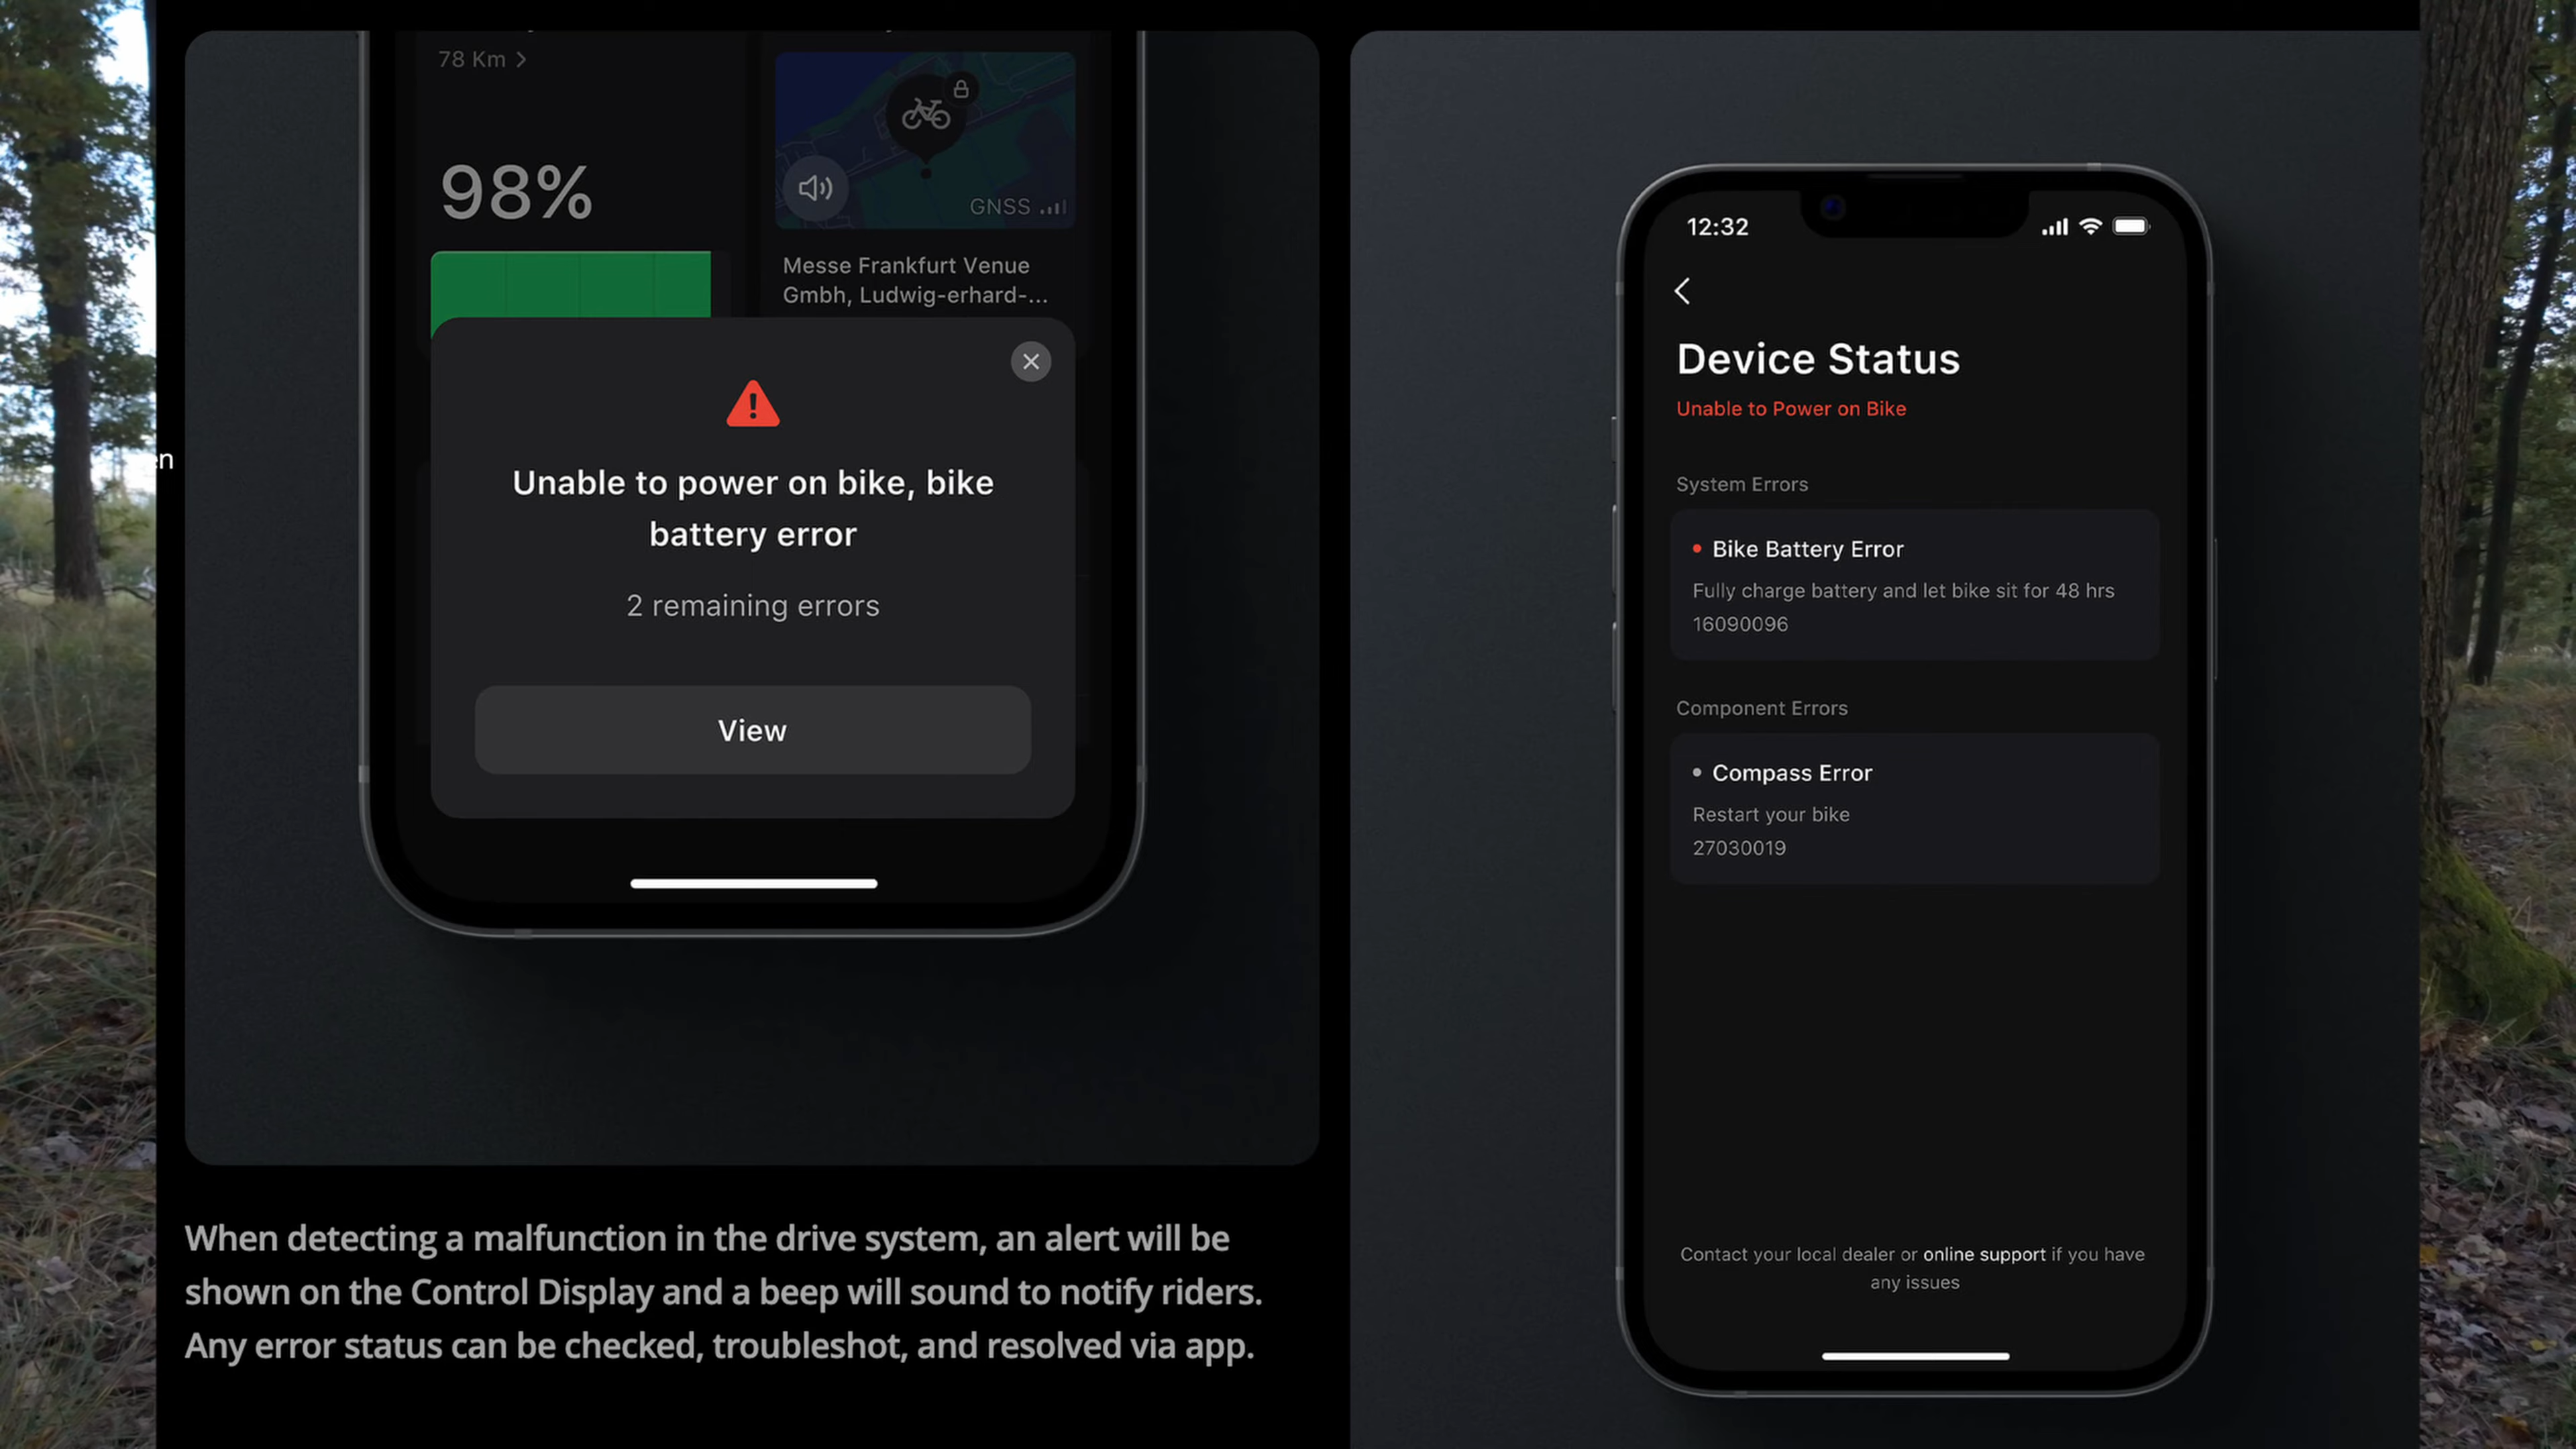 78 Km
98%
GNSS
Messe Frankfurt Venue
Gmbh, Ludwig-erhard-...
Unable to power on bike, bike
battery error
2 remaining errors
View
When detecting a malfunction in the drive system, an alert will be
shown on the Control Display and a beep will sound to notify riders.
Any error status can be checked, troubleshot, and resolved via app.
12:32
Device Status
Unable to Power on Bike
System Errors
Bike Battery Error
Fully charge battery and let bike sit for 48 hrs
16090096
Component Errors
Compass Error
Restart your bike
27030019
Contact your local dealer or online support if you have
any issues